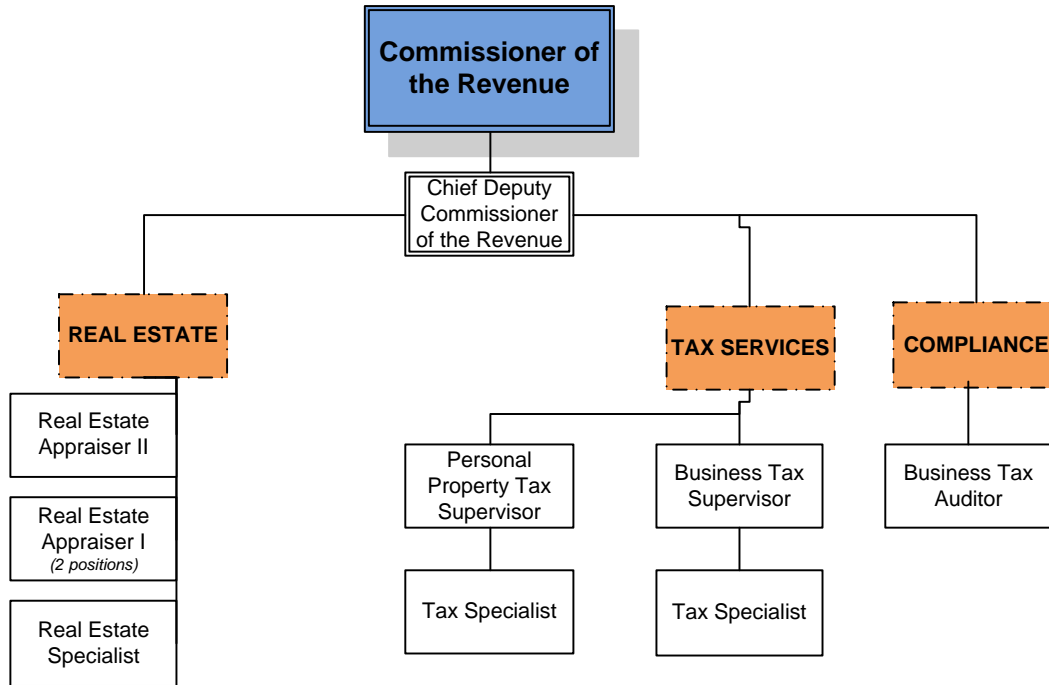 Commissioner of
the Revenue
Chief Deputy
Commissioner
of the Revenue
REAL ESTATE
TAX SERVICES
COMPLIANCE
Real Estate
Appraiser II
Real Estate
Appraiser I
(2 positions)
Real Estate
Specialist
Personal
Property Tax
Supervisor
Tax Specialist
Business Tax
Supervisor
Tax Specialist
Business Tax
Auditor